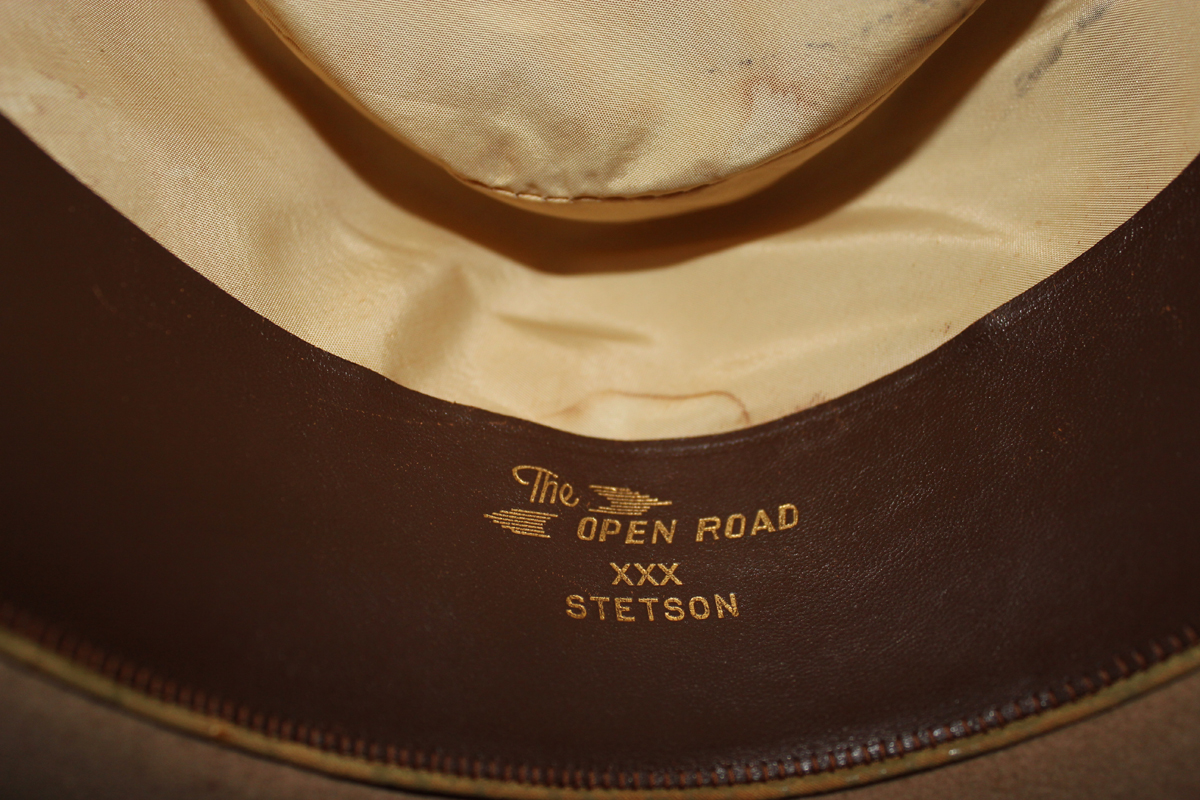 The
OPEN ROAD
XXX
STETSON